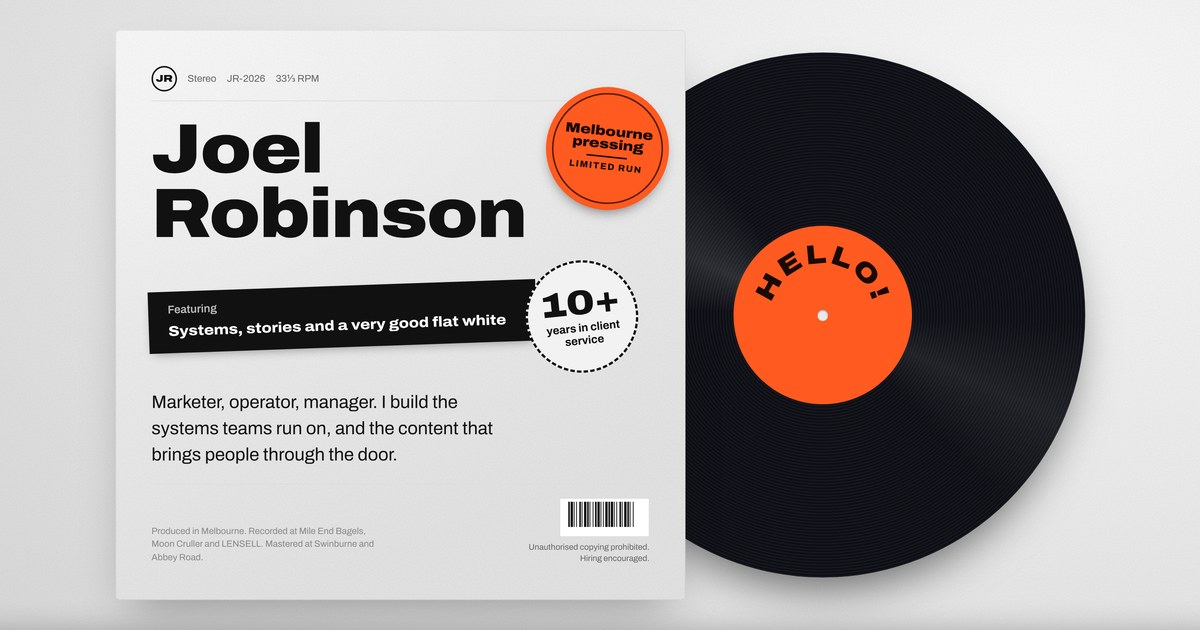 JR Stereo JR-2026 33⅓ RPM
Joel
Robinson
Melbourne
pressing
LIMITED RUN
Featuring
Systems, stories and a very good flat white
10+
years in client
service
HELLO!
Marketer, operator, manager. I build the
systems teams run on, and the content that
brings people through the door.
Produced in Melbourne. Recorded at Mile End Bagels,
Moon Cruller and LENSELL. Mastered at Swinburne and
Abbey Road.
Unauthorised copying prohibited.
Hiring encouraged.